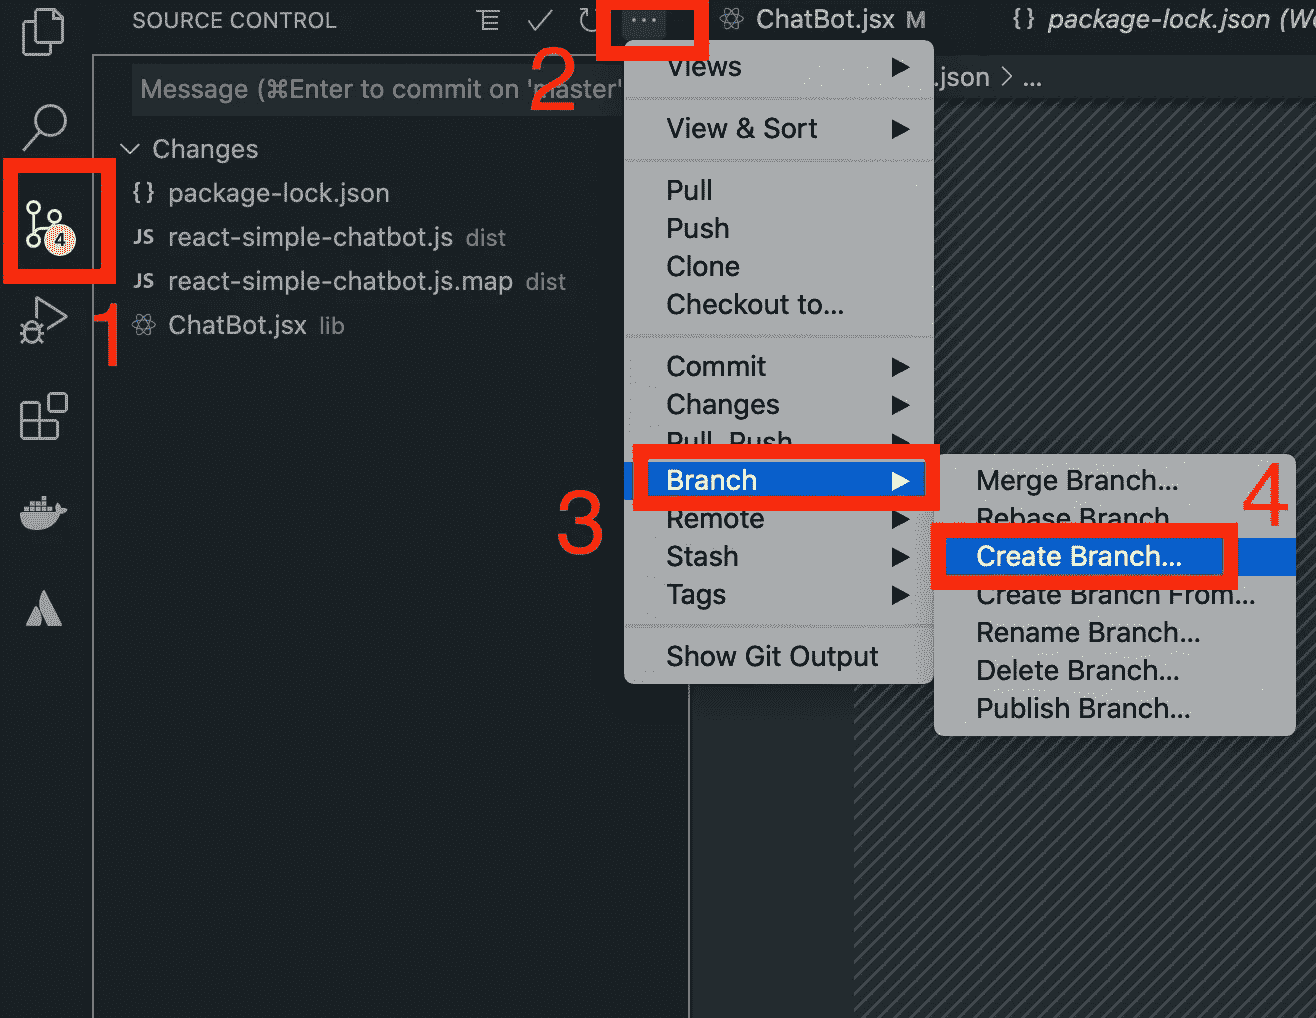 SOURCE CONTROL
···
ChatBot.jsx M
{} package-lock.json (Wo
2
Message (⌘Enter to commit on 'master'
.json > ...
Changes
{} package-lock.json
JS react-simple-chatbot.js dist
JS react-simple-chatbot.js.map dist
ChatBot.jsx lib
4
1
Views
View & Sort
Pull
Push
Clone
Checkout to...
Commit
Changes
Pull, Push
Branch
3
Remote
Stash
Tags
Show Git Output
Merge Branch...
4
Rebase Branch...
Create Branch...
Create Branch From...
Rename Branch...
Delete Branch...
Publish Branch...